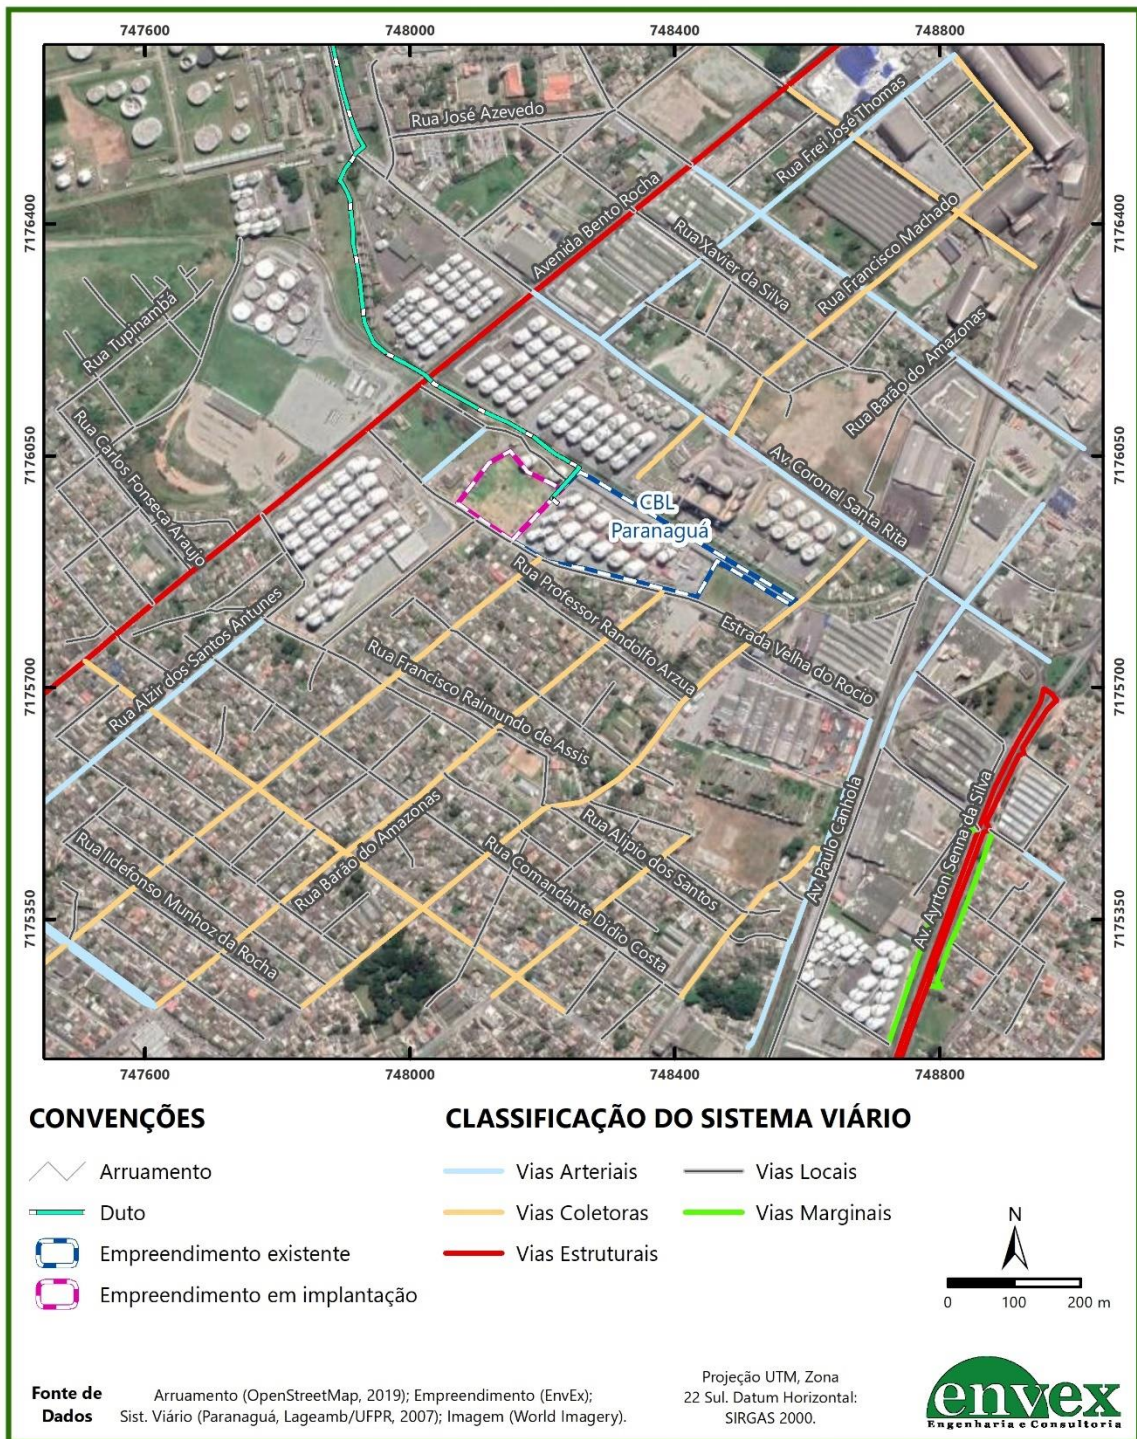 747600 748000 748400 748800
7176400
7176050
7175700
7175350
7176400
7176050
7175700
7175350
Rua José Azevedo
Rua Frei José Thomas
Avenida Bento Rocha
Rua Xavier da Silva
Rua Francisco Machado
Rua Tupinambá
Rua Barão do Amazonas
Rua Carlos Fonseca Araujo
Av. Coronel Santa Rita
CBL
Paranaguá
Rua Professor Randolfo Arzua
Estrada Velha do Rocio
Rua Alzir dos Santos Antunes
Rua Francisco Raimundo de Assis
Rua Barão do Amazonas
Rua Alipio dos Santos
Av. Paulo Canhola
Av. Ayrton Senna da Silva
Rua Ildefonso Munhoz da Rocha
Rua Comandante Didio Costa
747600 748000 748400 748800
CONVENÇÕES
Arruamento
Duto
Empreendimento existente
Empreendimento em implantação
CLASSIFICAÇÃO DO SISTEMA VIÁRIO
Vias Arteriais
Vias Coletoras
Vias Estruturais
Vias Locais
Vias Marginais
N
0 100 200 m
Fonte de
Dados
Arruamento (OpenStreetMap, 2019); Empreendimento (EnvEx);
Sist. Viário (Paranaguá, Lageamb/UFPR, 2007); Imagem (World Imagery).
Projeção UTM, Zona
22 Sul. Datum Horizontal:
SIRGAS 2000.
envex
Engenharia e Consultoria